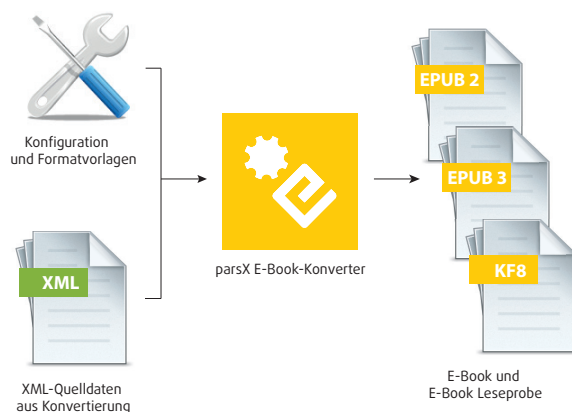 Konfiguration
und Formatvorlagen
XML
XML-Quelldaten
aus Konvertierung
parsX E-Book-Konverter
EPUB 2
EPUB 3
KF8
E-Book und
E-Book Leseprobe